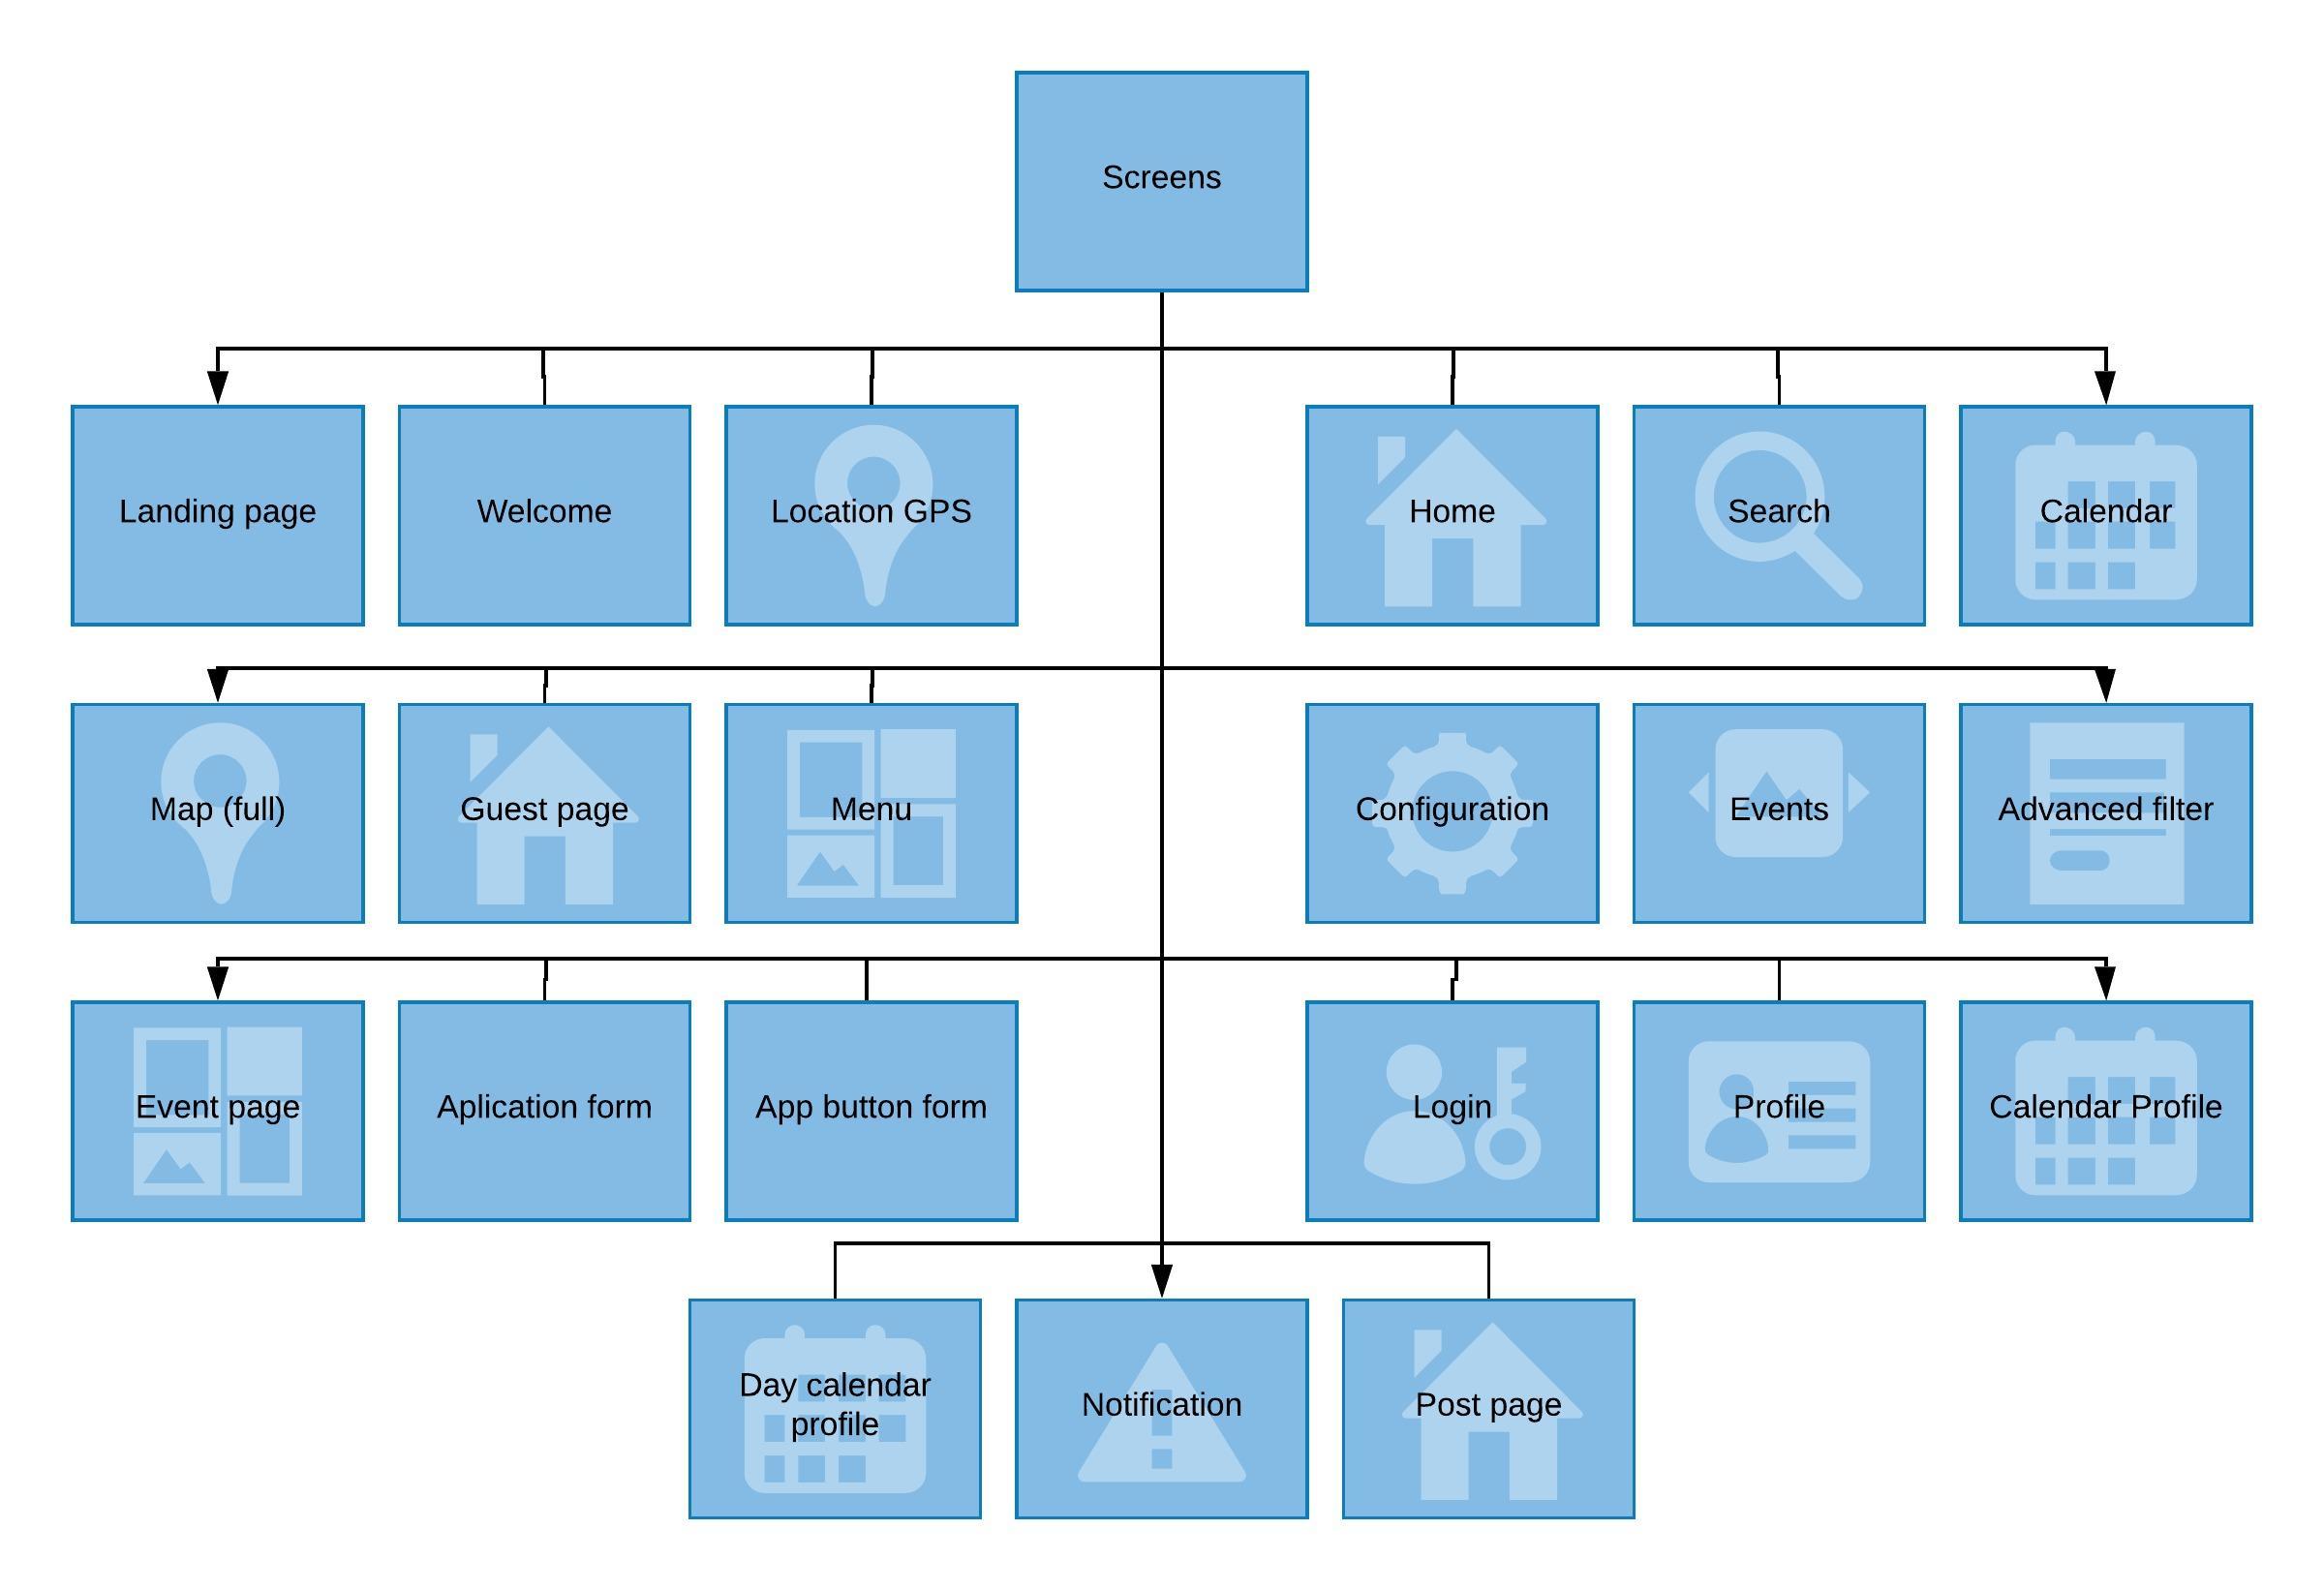 Screens
Landing page
Welcome
Location GPS
Home
Search
Calendar
Map (full)
Guest page
Menu
Configuration
Events
Advanced filter
Event page
Aplication form
App button form
Login
Profile
Calendar Profile
Day calendar
profile
Notification
Post page